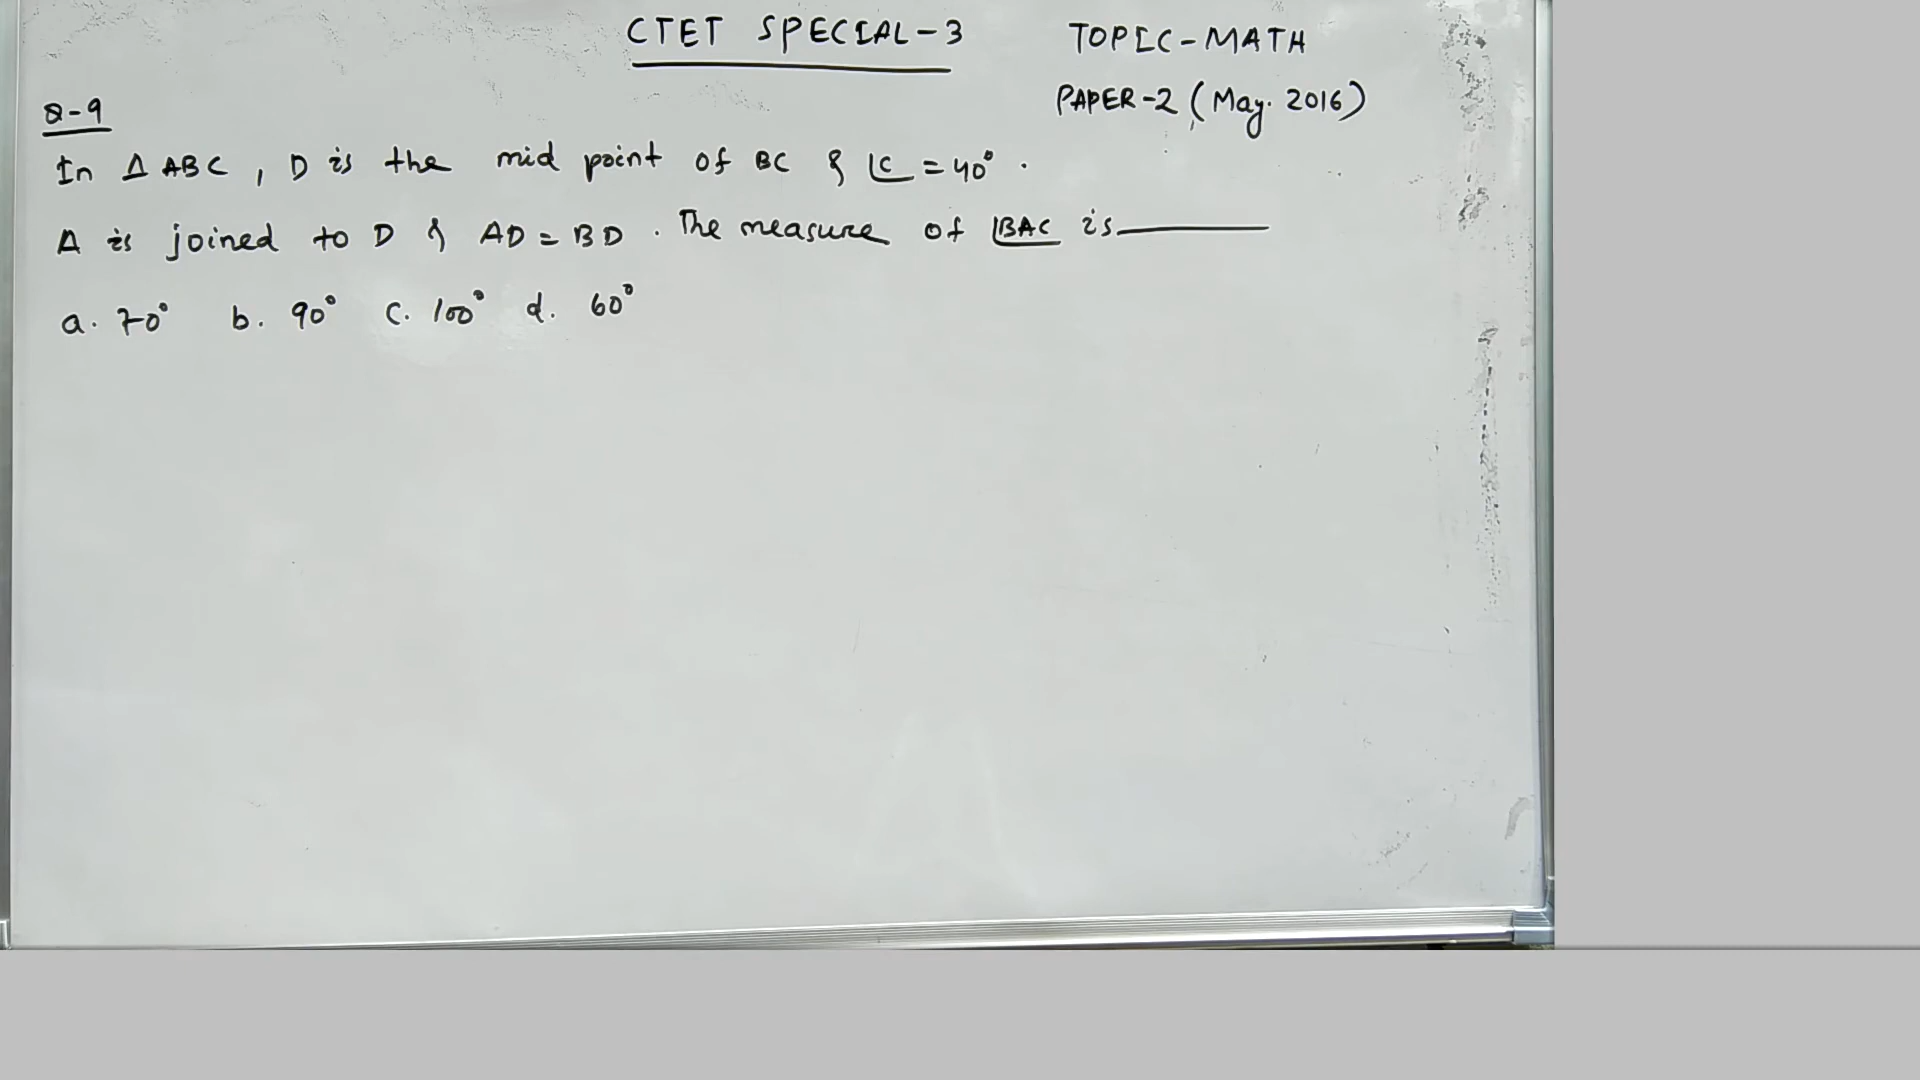 CTET SPECIAL-3
TOPIC-MATH
PAPER-2 (May. 2016)
Q-9
In Δ ABC, D is the mid point of BC & ∠C = 40°.
A is joined to D & AD = BD. The measure of ∠BAC is______
a. 70° b. 90° c. 100° d. 60°